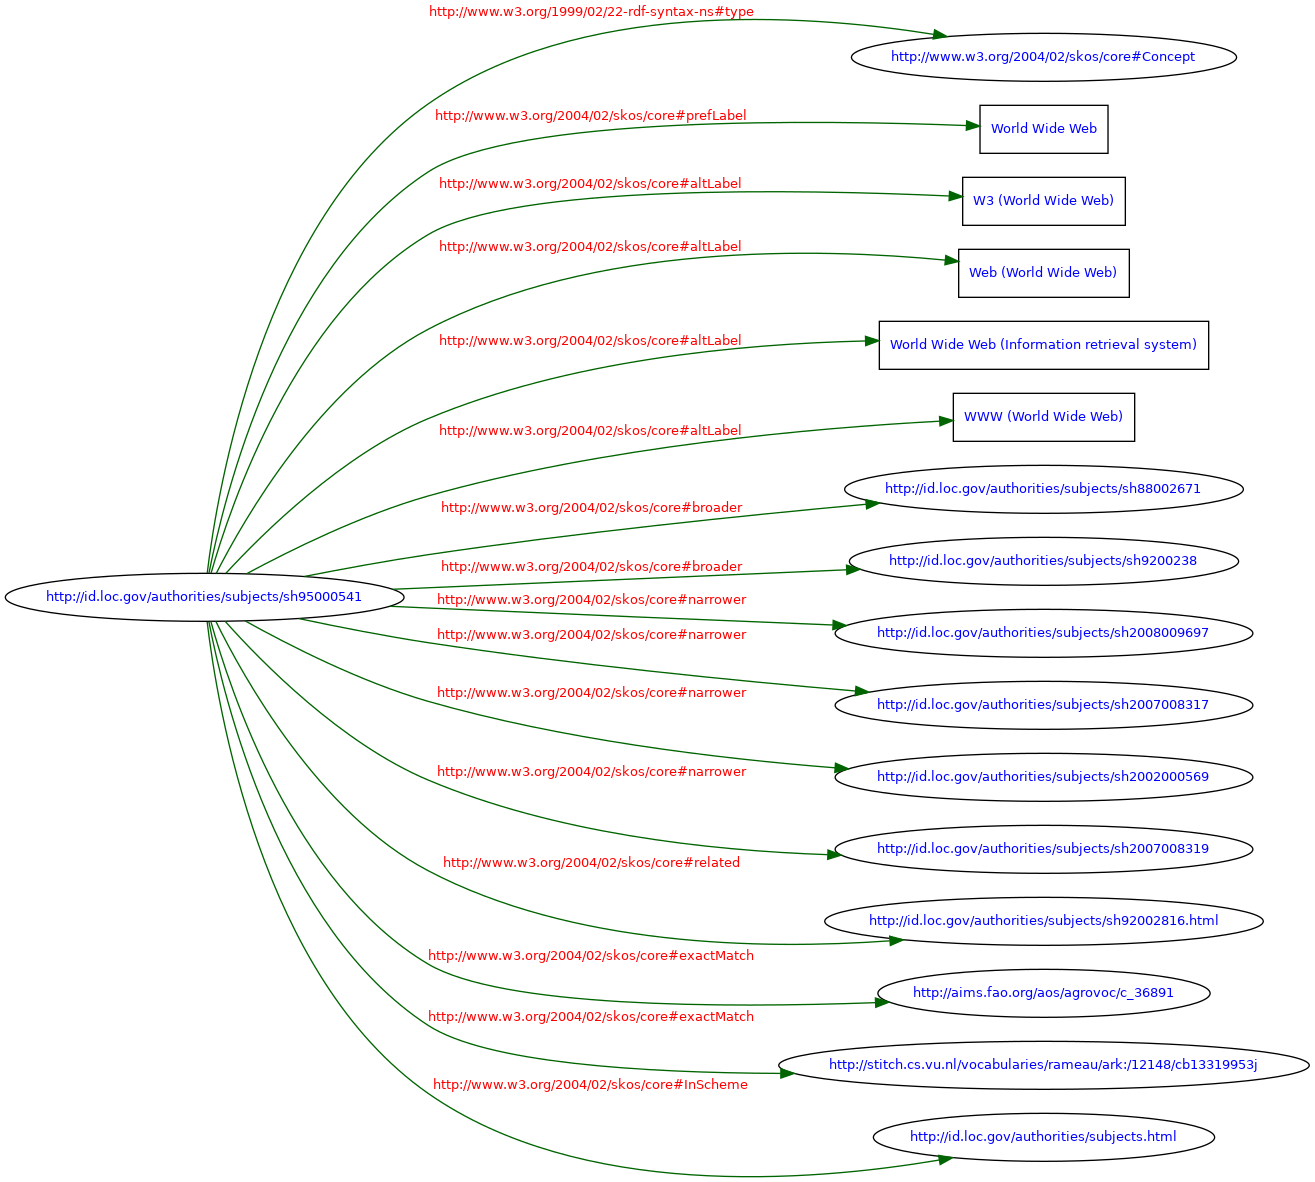 http://www.w3.org/1999/02/22-rdf-syntax-ns#type
http://www.w3.org/2004/02/skos/core#Concept
http://www.w3.org/2004/02/skos/core#prefLabel
World Wide Web
http://www.w3.org/2004/02/skos/core#altLabel
W3 (World Wide Web)
http://www.w3.org/2004/02/skos/core#altLabel
Web (World Wide Web)
http://www.w3.org/2004/02/skos/core#altLabel
World Wide Web (Information retrieval system)
http://www.w3.org/2004/02/skos/core#altLabel
WWW (World Wide Web)
http://www.w3.org/2004/02/skos/core#broader
http://id.loc.gov/authorities/subjects/sh88002671
http://www.w3.org/2004/02/skos/core#broader
http://id.loc.gov/authorities/subjects/sh9200238
http://id.loc.gov/authorities/subjects/sh95000541
http://www.w3.org/2004/02/skos/core#narrower
http://id.loc.gov/authorities/subjects/sh2008009697
http://www.w3.org/2004/02/skos/core#narrower
http://id.loc.gov/authorities/subjects/sh2007008317
http://www.w3.org/2004/02/skos/core#narrower
http://id.loc.gov/authorities/subjects/sh2002000569
http://www.w3.org/2004/02/skos/core#narrower
http://id.loc.gov/authorities/subjects/sh2007008319
http://www.w3.org/2004/02/skos/core#related
http://id.loc.gov/authorities/subjects/sh92002816.html
http://www.w3.org/2004/02/skos/core#exactMatch
http://aims.fao.org/aos/agrovoc/c_36891
http://www.w3.org/2004/02/skos/core#exactMatch
http://stitch.cs.vu.nl/vocabularies/rameau/ark:/12148/cb13319953j
http://www.w3.org/2004/02/skos/core#InScheme
http://id.loc.gov/authorities/subjects.html